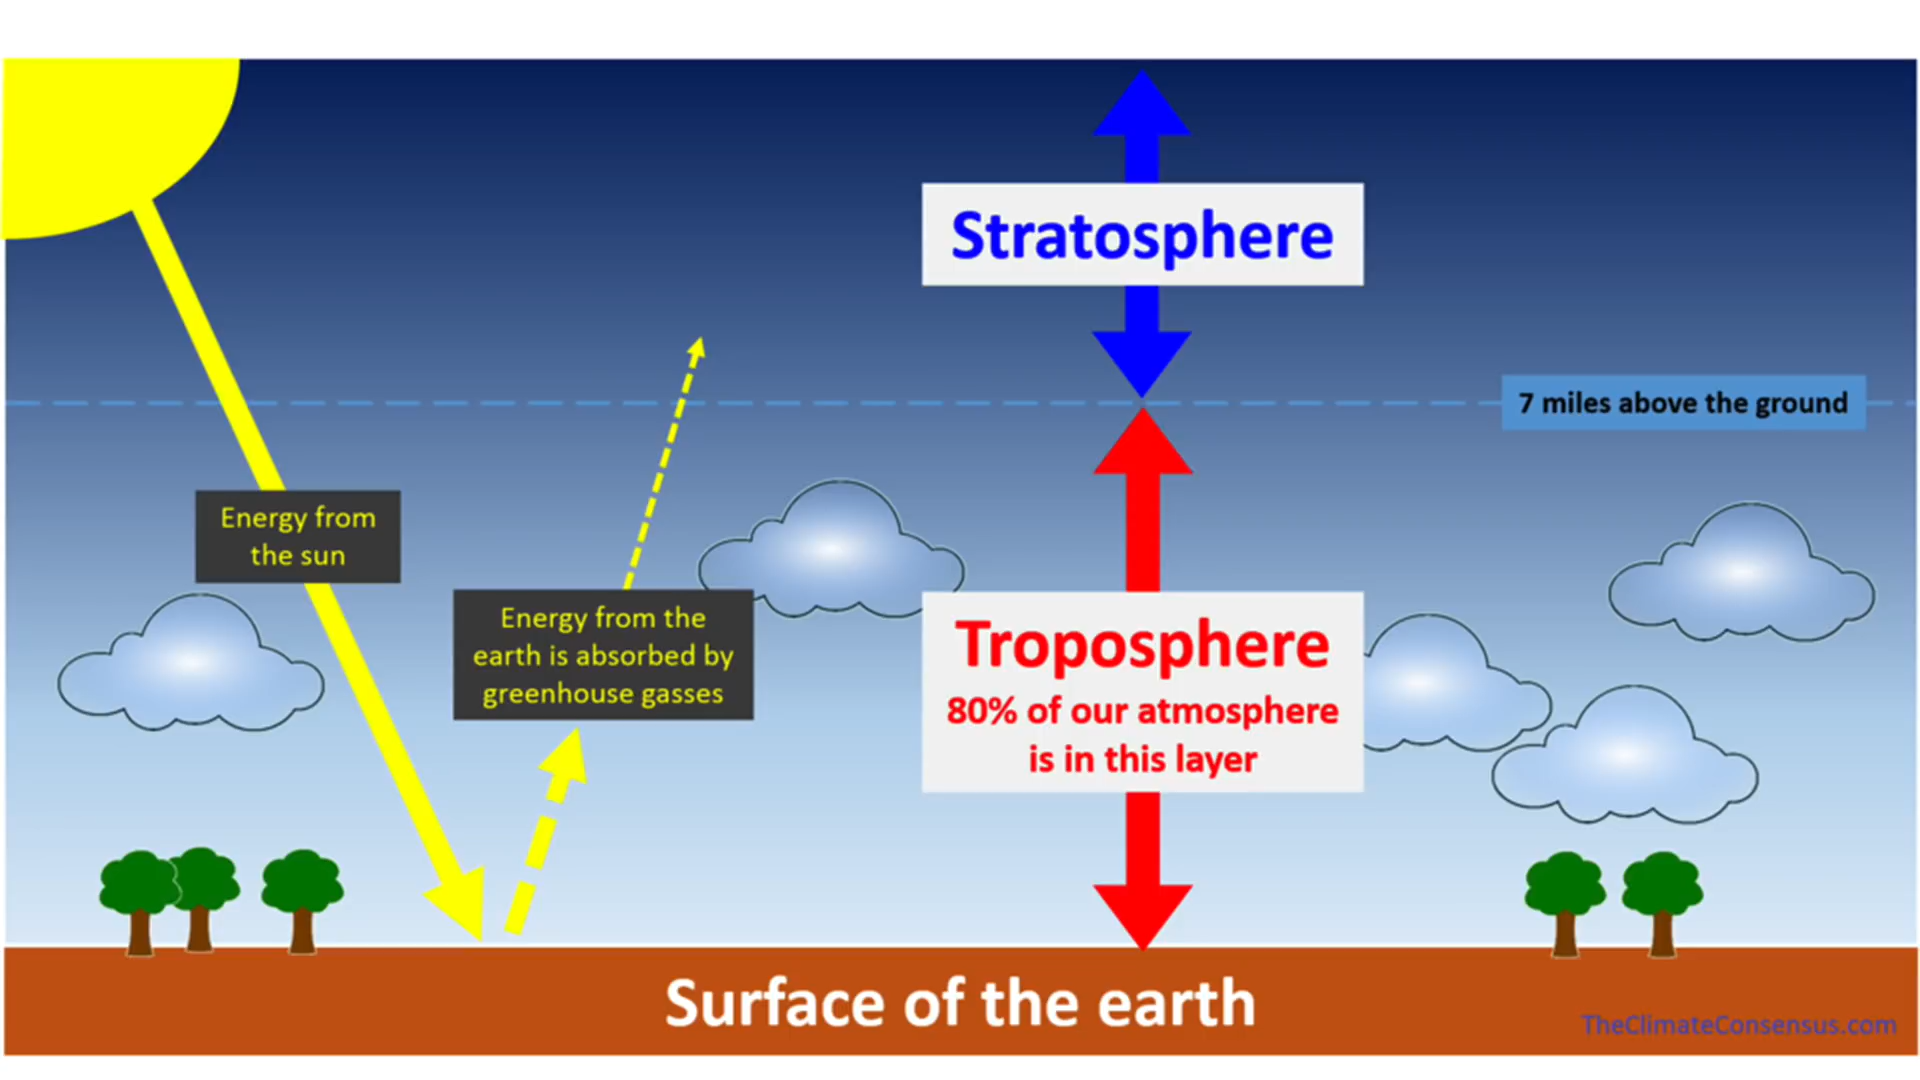 Stratosphere
7 miles above the ground
Energy from
the sun
Energy from the
earth is absorbed by
greenhouse gasses
Troposphere
80% of our atmosphere
is in this layer
Surface of the earth
TheClimateConsensus.com